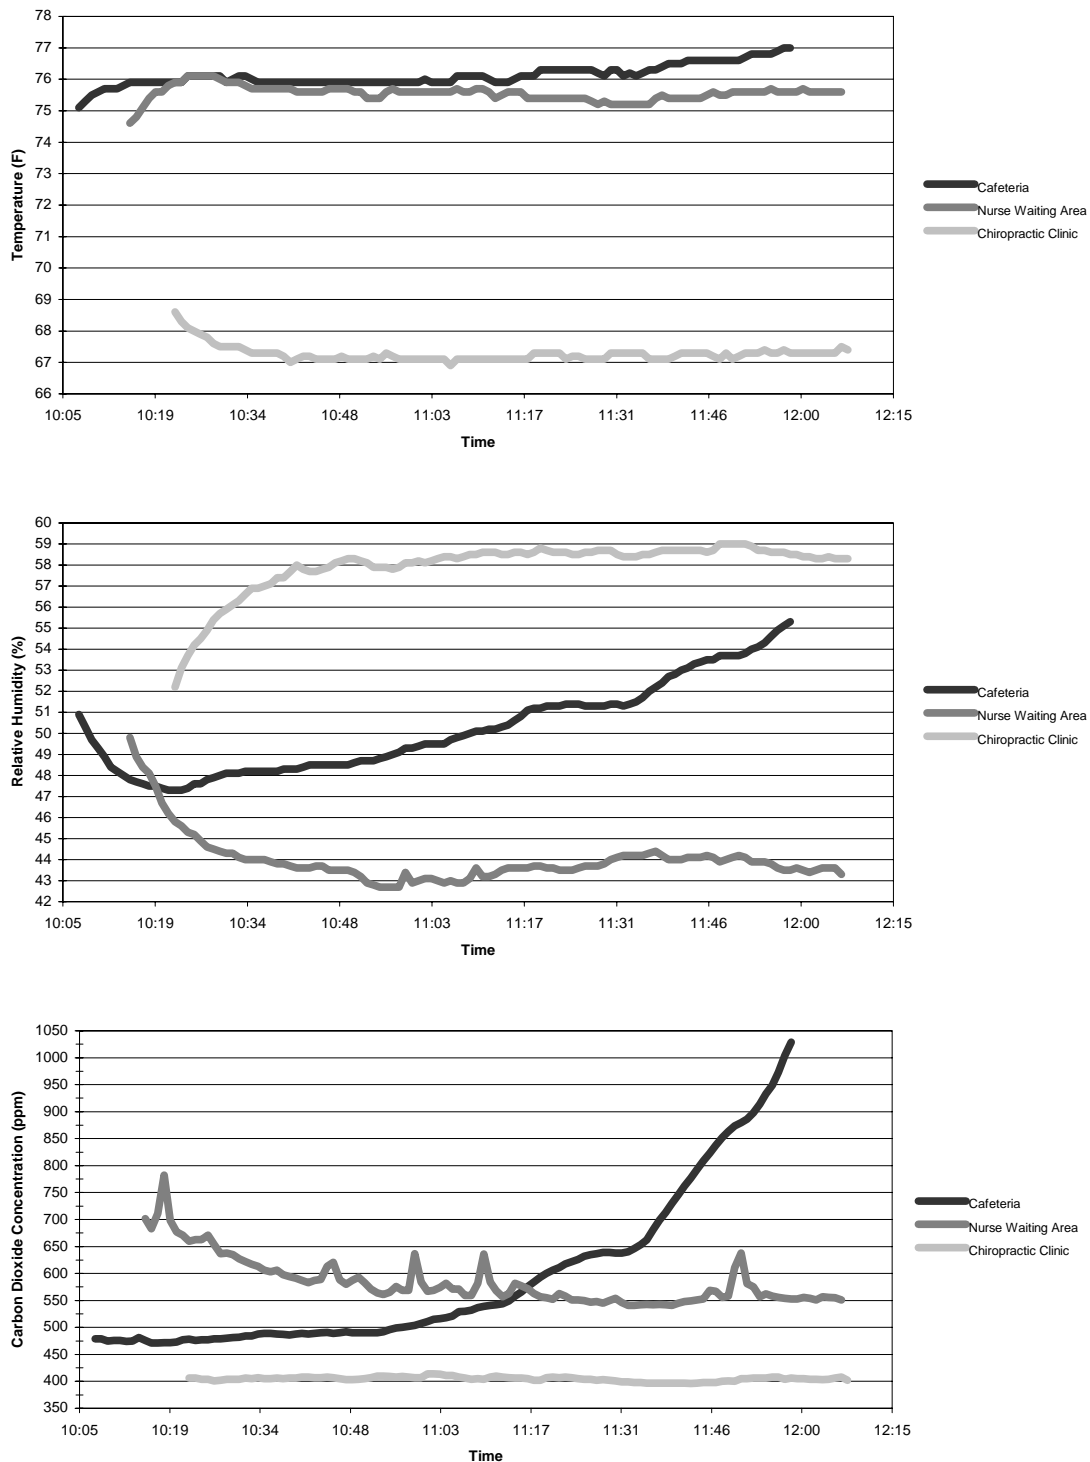 78
77
76
75
74
73
72
71
70
69
68
67
66
Temperature (F)
10:05 10:19 10:34 10:48 11:03 11:17 11:31 11:46 12:00 12:15
Time
Cafeteria
Nurse Waiting Area
Chiropractic Clinic
60
59
58
57
56
55
54
53
52
51
50
49
48
47
46
45
44
43
42
Relative Humidity (%)
10:05 10:19 10:34 10:48 11:03 11:17 11:31 11:46 12:00 12:15
Time
Cafeteria
Nurse Waiting Area
Chiropractic Clinic
1050
1000
950
900
850
800
750
700
650
600
550
500
450
400
350
Carbon Dioxide Concentration (ppm)
10:05 10:19 10:34 10:48 11:03 11:17 11:31 11:46 12:00 12:15
Time
Cafeteria
Nurse Waiting Area
Chiropractic Clinic